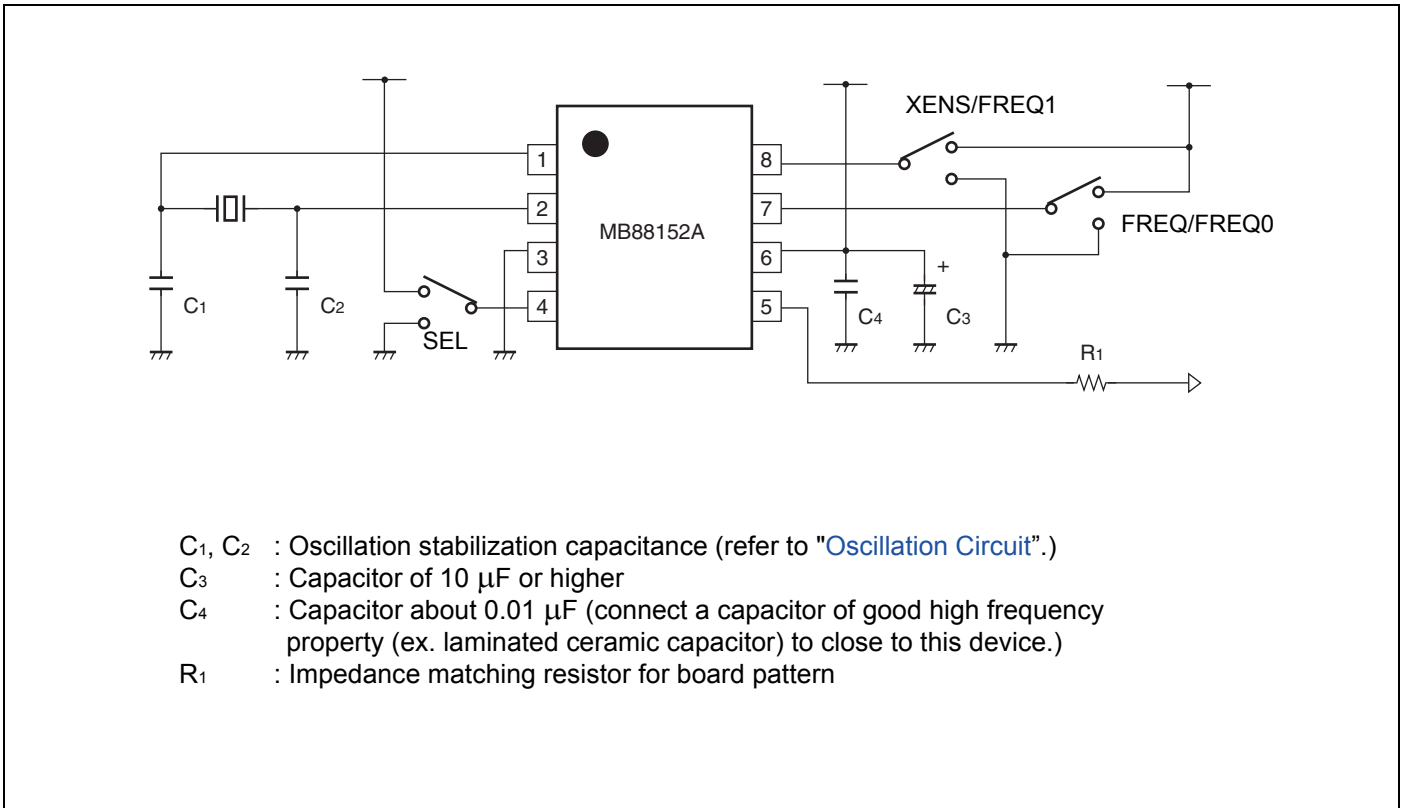 XENS/FREQ1
1
8
2
7
MB88152A
FREQ/FREQ0
3
6
+
4
5
C1
C2
SEL
C4
C3
R1
C1, C2 : Oscillation stabilization capacitance (refer to "Oscillation Circuit”.)
C3 : Capacitor of 10 μF or higher
C4 : Capacitor about 0.01 μF (connect a capacitor of good high frequency
property (ex. laminated ceramic capacitor) to close to this device.)
R1 : Impedance matching resistor for board pattern